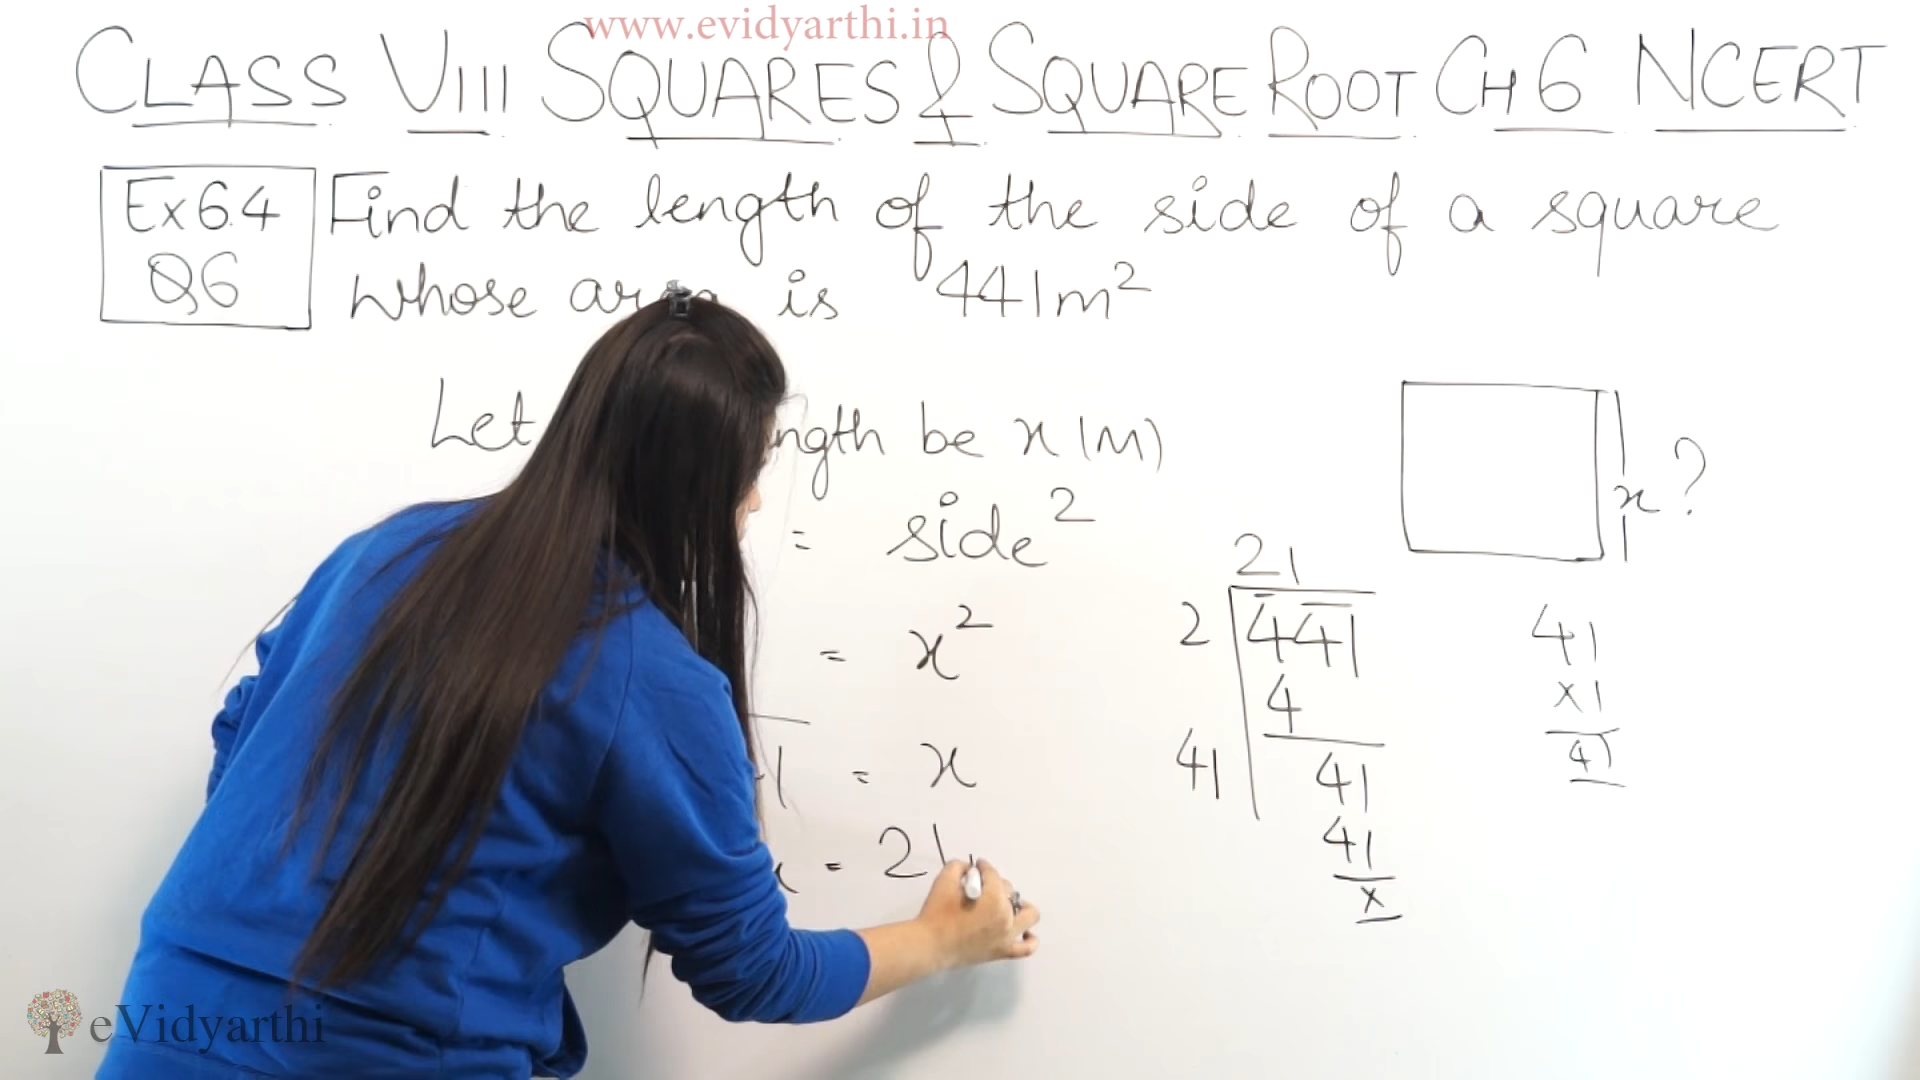 www.evidyarthi.in
CLASS VIII SQUARES & SQUARE ROOT CH 6 NCERT
Ex 6.4
Q6
Find the length of the side of a square
whose is 441m²
Let be x (M)
= side²
= x²
= x
x = 21
x ?
21
2 441
4
41 41
41
x
41
x1
41
eVidyarthi